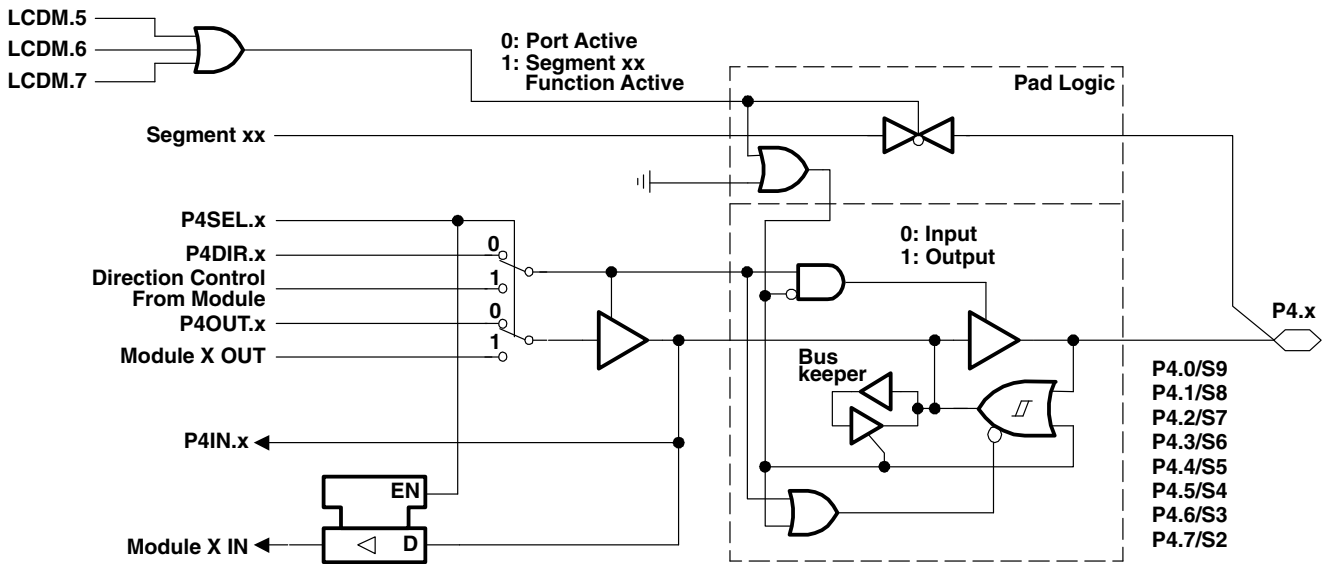 LCDM.5
LCDM.6
LCDM.7
0: Port Active
1: Segment xx
Function Active
Pad Logic
Segment xx
P4SEL.x
P4DIR.x
0
Direction Control
From Module
1
P4OUT.x
0
Module X OUT
1
0: Input
1: Output
P4.x
Bus
keeper
P4IN.x
EN
D
Module X IN
P4.0/S9
P4.1/S8
P4.2/S7
P4.3/S6
P4.4/S5
P4.5/S4
P4.6/S3
P4.7/S2